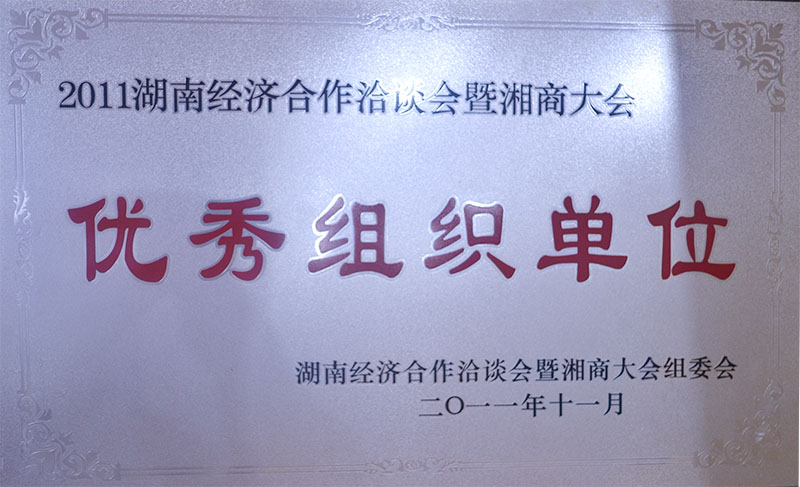 2011湖南经济合作洽谈会暨湘商大会
优秀组织单位
湖南经济合作洽谈会暨湘商大会组委会
二〇一一年十一月